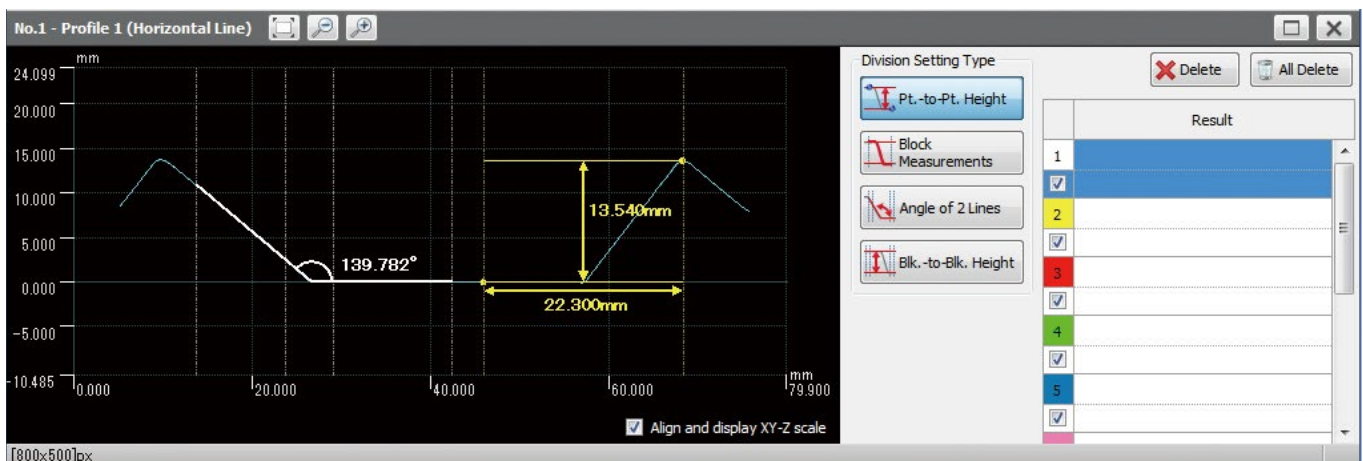 No.1 - Profile 1 (Horizontal Line)
mm
24.099
20.000
15.000
10.000
5.000
0.000
-5.000
-10.485
0.000
20.000
40.000
60.000
mm
79.900
139.782°
13.540mm
22.300mm
Align and display XY-Z scale
[800x500]px
Division Setting Type
Pt.-to-Pt. Height
Block
Measurements
Angle of 2 Lines
Blk.-to-Blk. Height
Delete
All Delete
Result
1
2
3
4
5